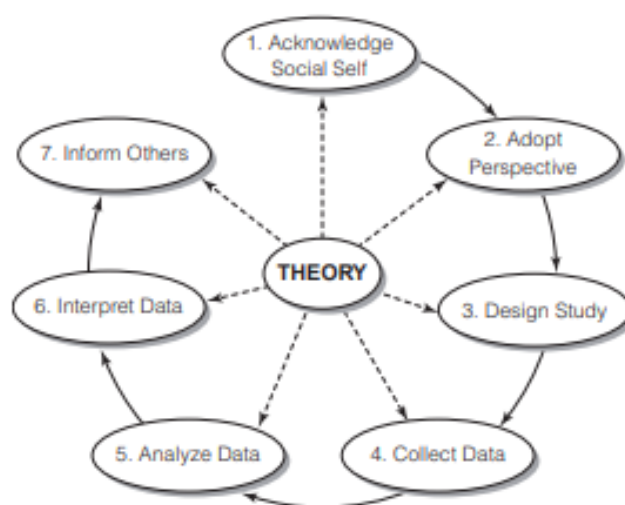 1. Acknowledge
Social Self
2. Adopt
Perspective
3. Design Study
4. Collect Data
5. Analyze Data
6. Interpret Data
7. Inform Others
THEORY